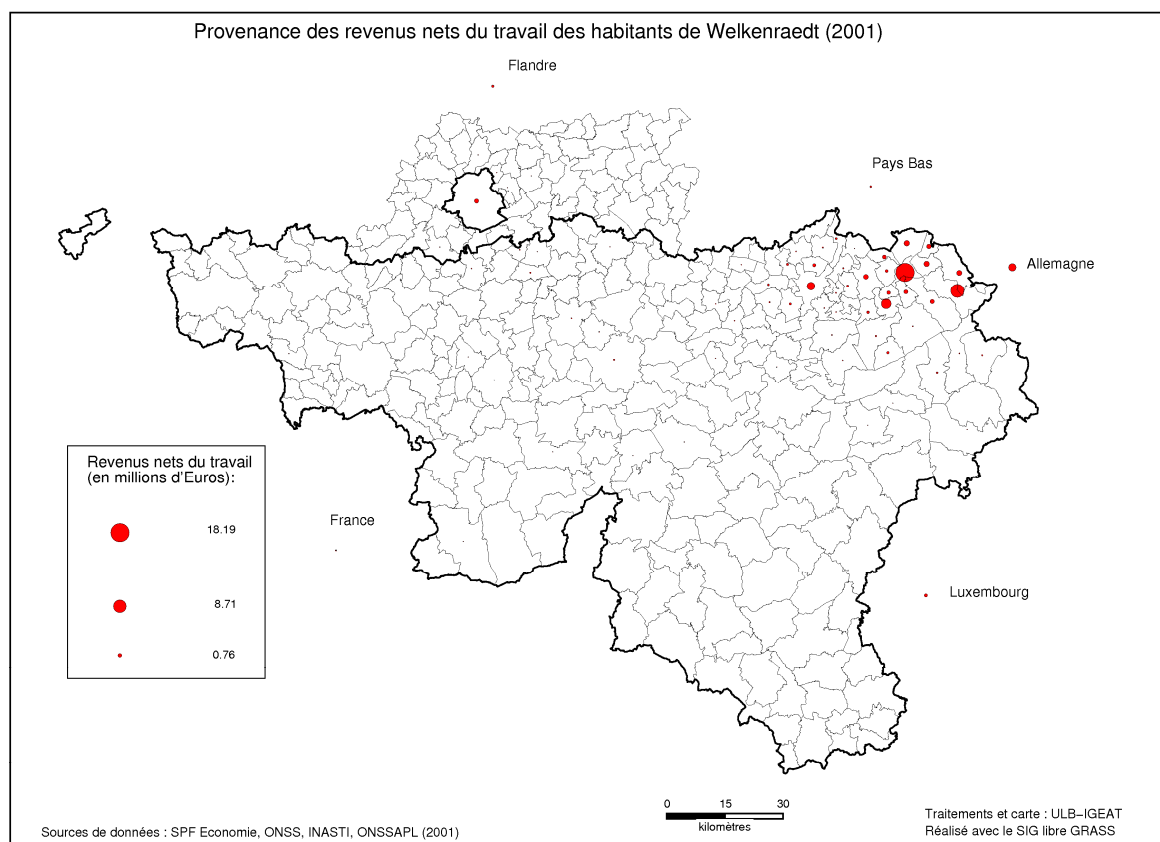 Provenance des revenus nets du travail des habitants de Welkenraedt (2001)
Flandre
Pays Bas
Allemagne
Revenus nets du travail
(en millions d'Euros):
18.19
8.71
0.76
France
Luxembourg
0 15 30
kilomètres
Sources de données : SPF Economie, ONSS, INASTI, ONSSAPL (2001)
Traitements et carte : ULB-IGEAT
Réalisé avec le SIG libre GRASS